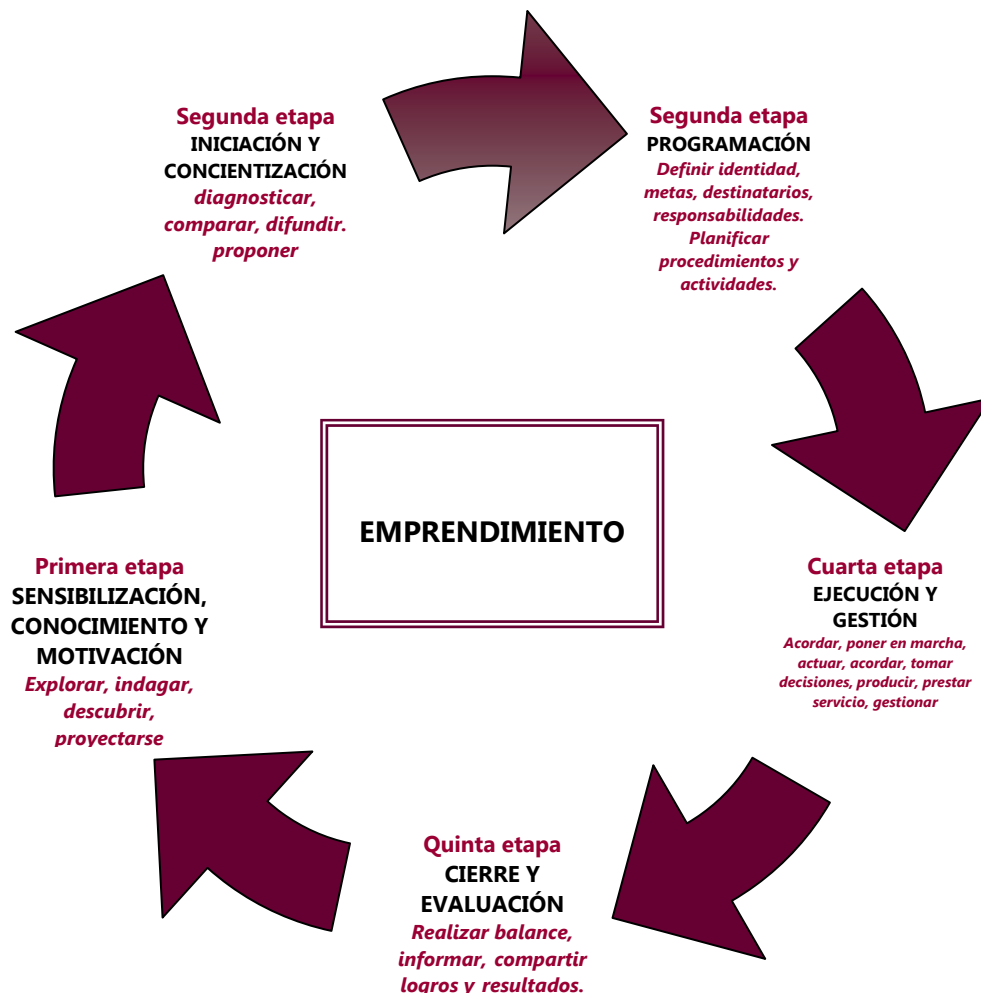 Segunda etapa
INICIACIÓN Y
CONCIENTIZACIÓN
diagnosticar,
comparar, difundir.
proponer
Segunda etapa
PROGRAMACIÓN
Definir identidad,
metas, destinatarios,
responsabilidades.
Planificar
procedimientos y
actividades.
EMPRENDIMIENTO
Primera etapa
SENSIBILIZACIÓN,
CONOCIMIENTO Y
MOTIVACIÓN
Explorar, indagar,
descubrir,
proyectarse
Cuarta etapa
EJECUCIÓN Y
GESTIÓN
Acordar, poner en marcha,
actuar, acordar, tomar
decisiones, producir, prestar
servicio, gestionar
Quinta etapa
CIERRE Y
EVALUACIÓN
Realizar balance,
informar, compartir
logros y resultados.